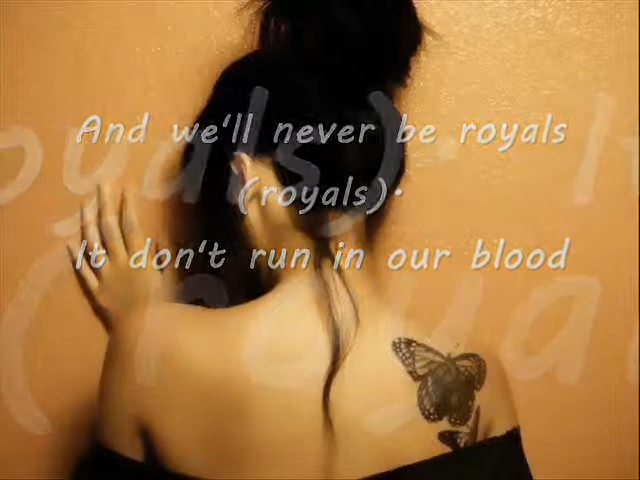 And we'll never be royals
(royals).
It don't run in our blood